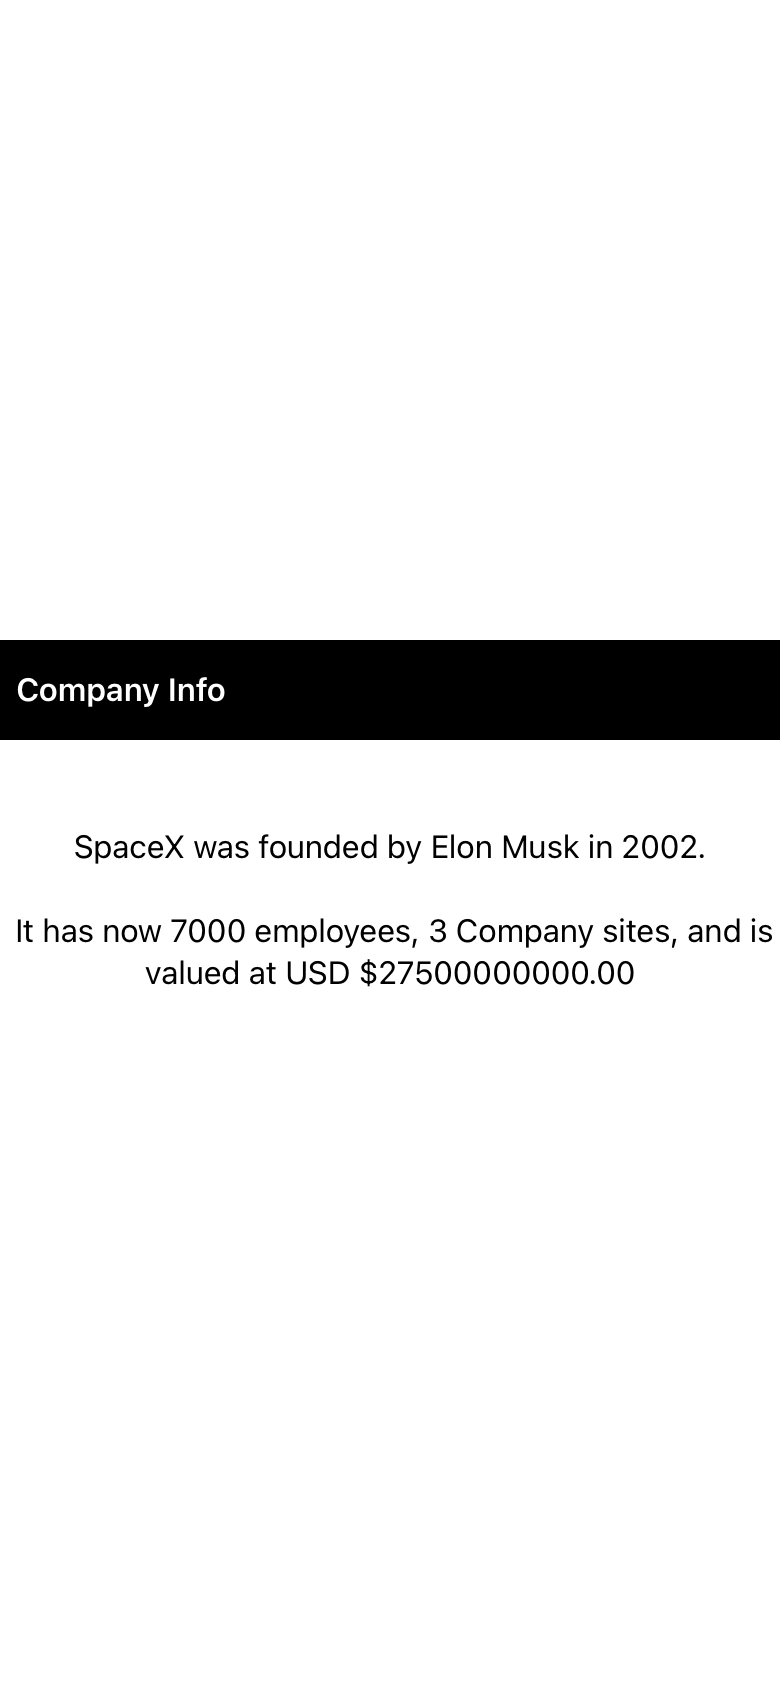 Company Info
SpaceX was founded by Elon Musk in 2002.
It has now 7000 employees, 3 Company sites, and is
valued at USD $27500000000.00